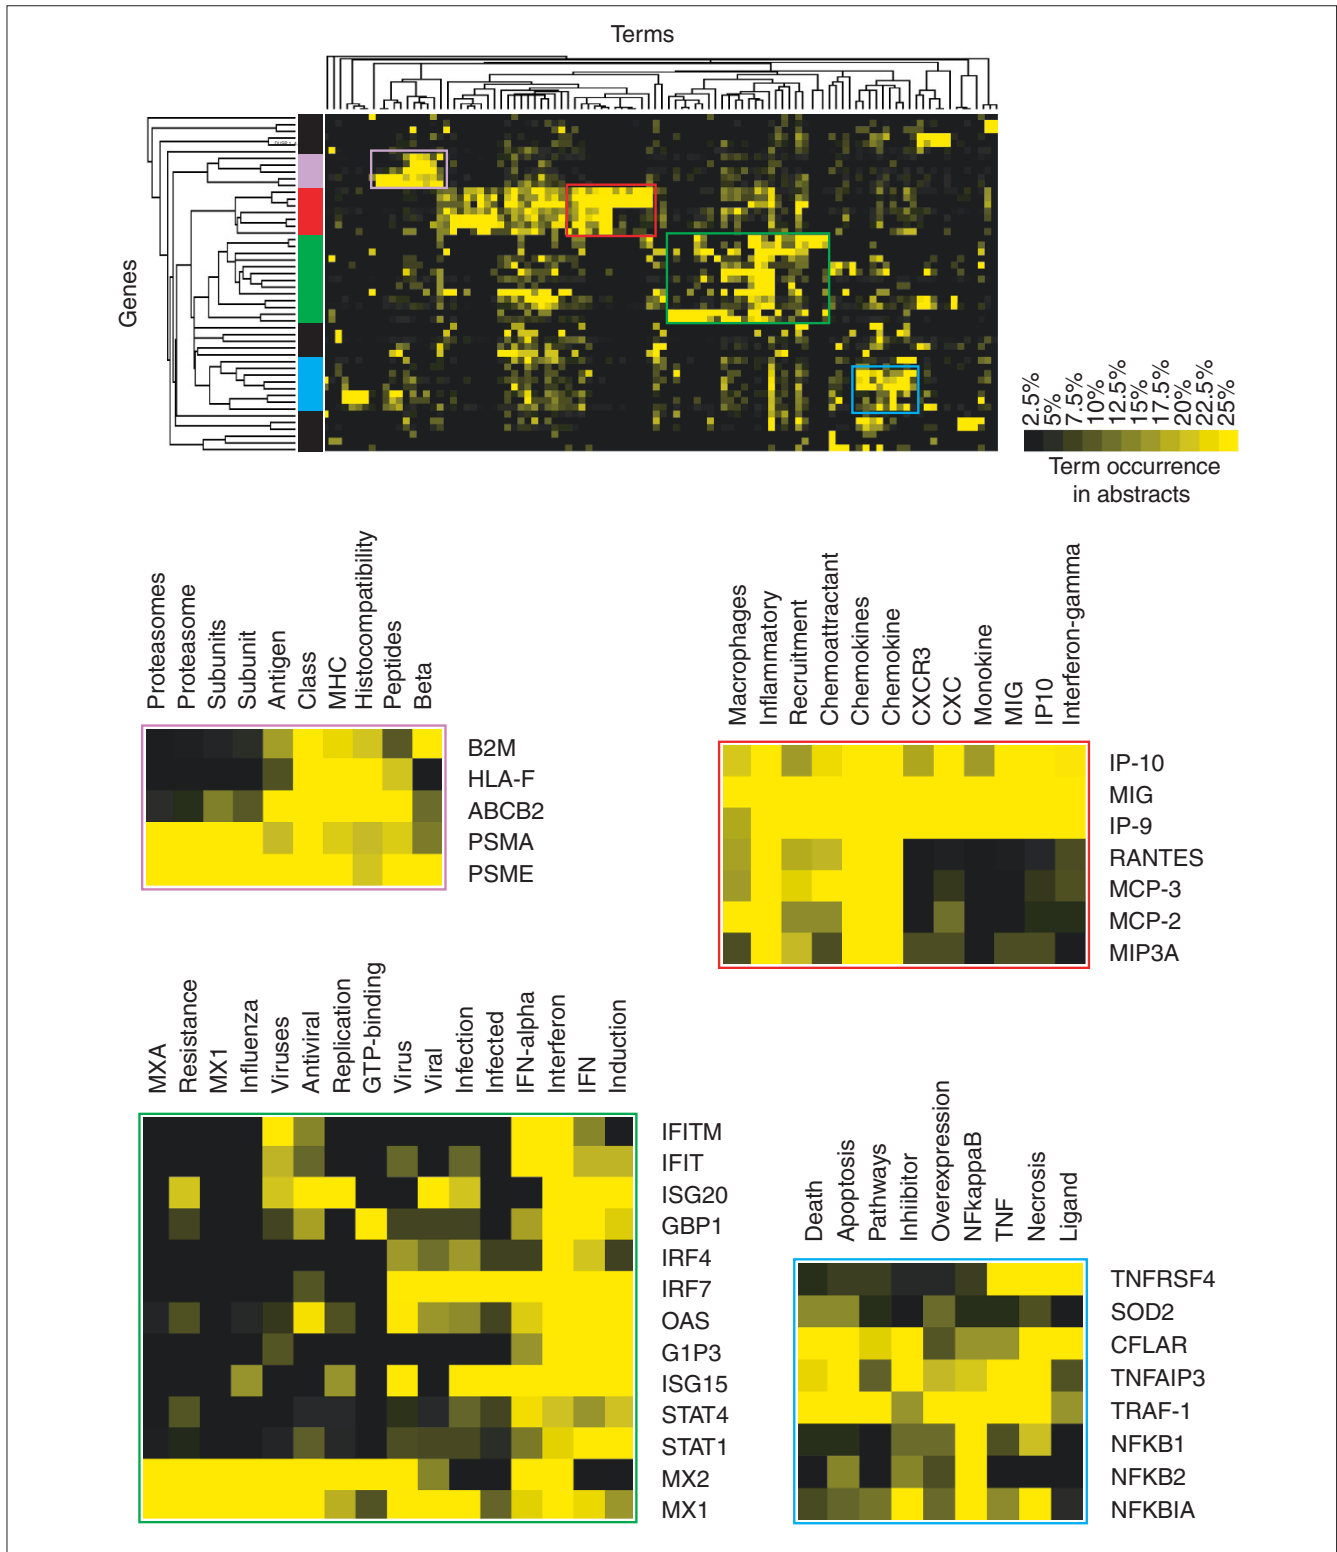 Terms
Genes
2.5%
5%
7.5%
10%
12.5%
15%
17.5%
20%
22.5%
25%
Term occurrence
in abstracts
Proteasomes
Proteasome
Subunits
Subunit
Antigen
Class
MHC
Histocompatibility
Peptides
Beta
B2M
HLA-F
ABCB2
PSMA
PSME
Macrophages
Inflammatory
Recruitment
Chemoattractant
Chemokines
Chemokine
CXCR3
CXC
Monokine
MIG
IP10
Interferon-gamma
IP-10
MIG
IP-9
RANTES
MCP-3
MCP-2
MIP3A
MXA
Resistance
MX1
Influenza
Viruses
Antiviral
Replication
GTP-binding
Virus
Viral
Infection
Infected
IFN-alpha
Interferon
IFN
Induction
IFITM
IFIT
ISG20
GBP1
IRF4
IRF7
OAS
G1P3
ISG15
STAT4
STAT1
MX2
MX1
Death
Apoptosis
Pathways
Inhiibitor
Overexpression
NFkappaB
TNF
Necrosis
Ligand
TNFRSF4
SOD2
CFLAR
TNFAIP3
TRAF-1
NFKB1
NFKB2
NFKBIA